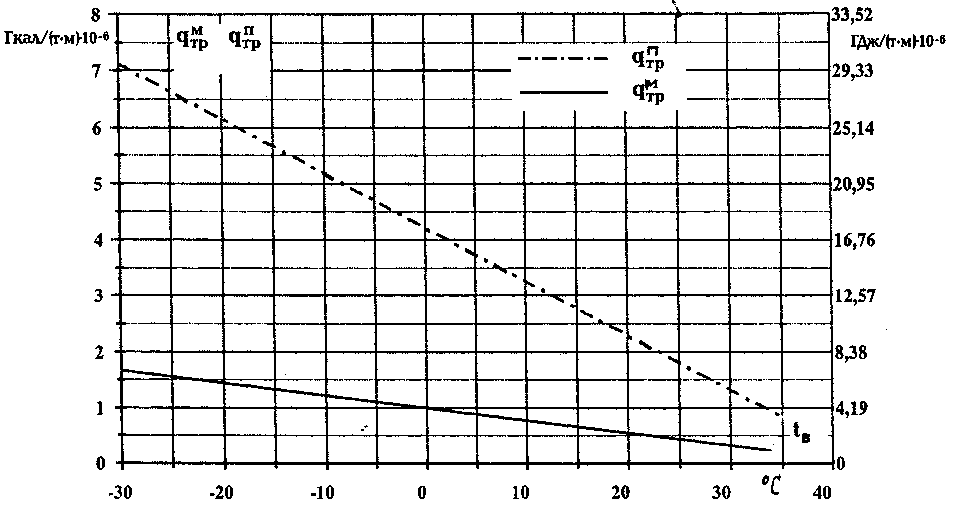 8 33,52
Гкал/(т·м)·10⁻⁶ qᴹтр qᴨтр ГДж/(т·м)·10⁻⁶
qᴨтр
7 29,33
qᴹтр
6 25,14
5 20,95
4 16,76
3 12,57
2 8,38
1 4,19
tв
0 0
-30 -20 -10 0 10 20 30 °C 40